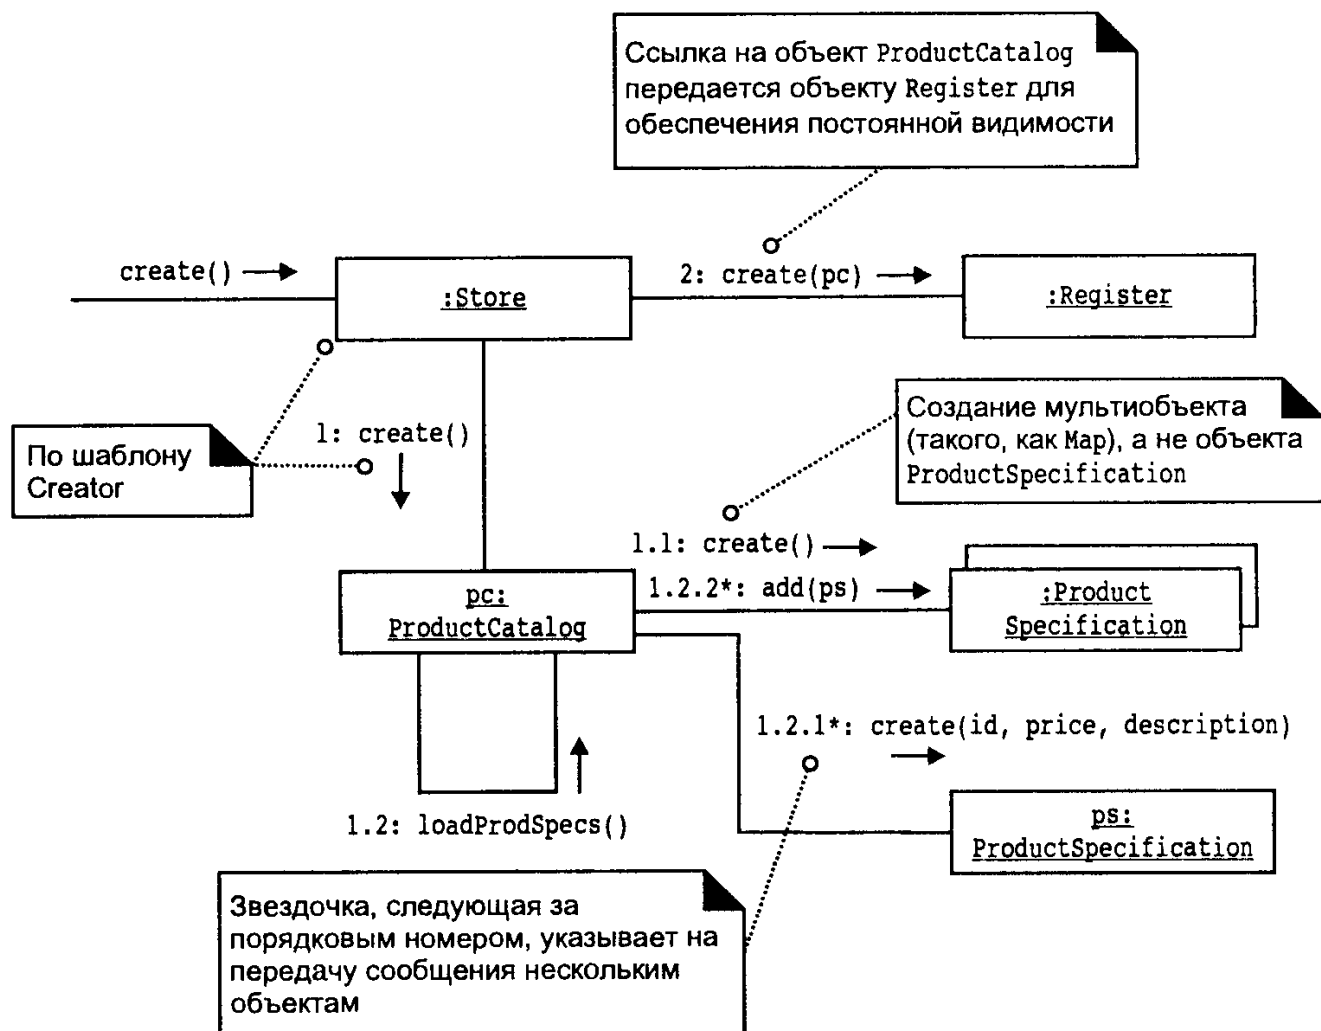 Ссылка на объект ProductCatalog
передается объекту Register для
обеспечения постоянной видимости
create()
:Store
2: create(pc)
:Register
По шаблону
Creator
1: create()
Создание мультиобъекта
(такого, как Map), а не объекта
ProductSpecification
1.1: create()
1.2.2*: add(ps)
pc:
ProductCatalog
:Product
Specification
1.2.1*: create(id, price, description)
1.2: loadProdSpecs()
ps:
ProductSpecification
Звездочка, следующая за
порядковым номером, указывает на
передачу сообщения нескольким
объектам